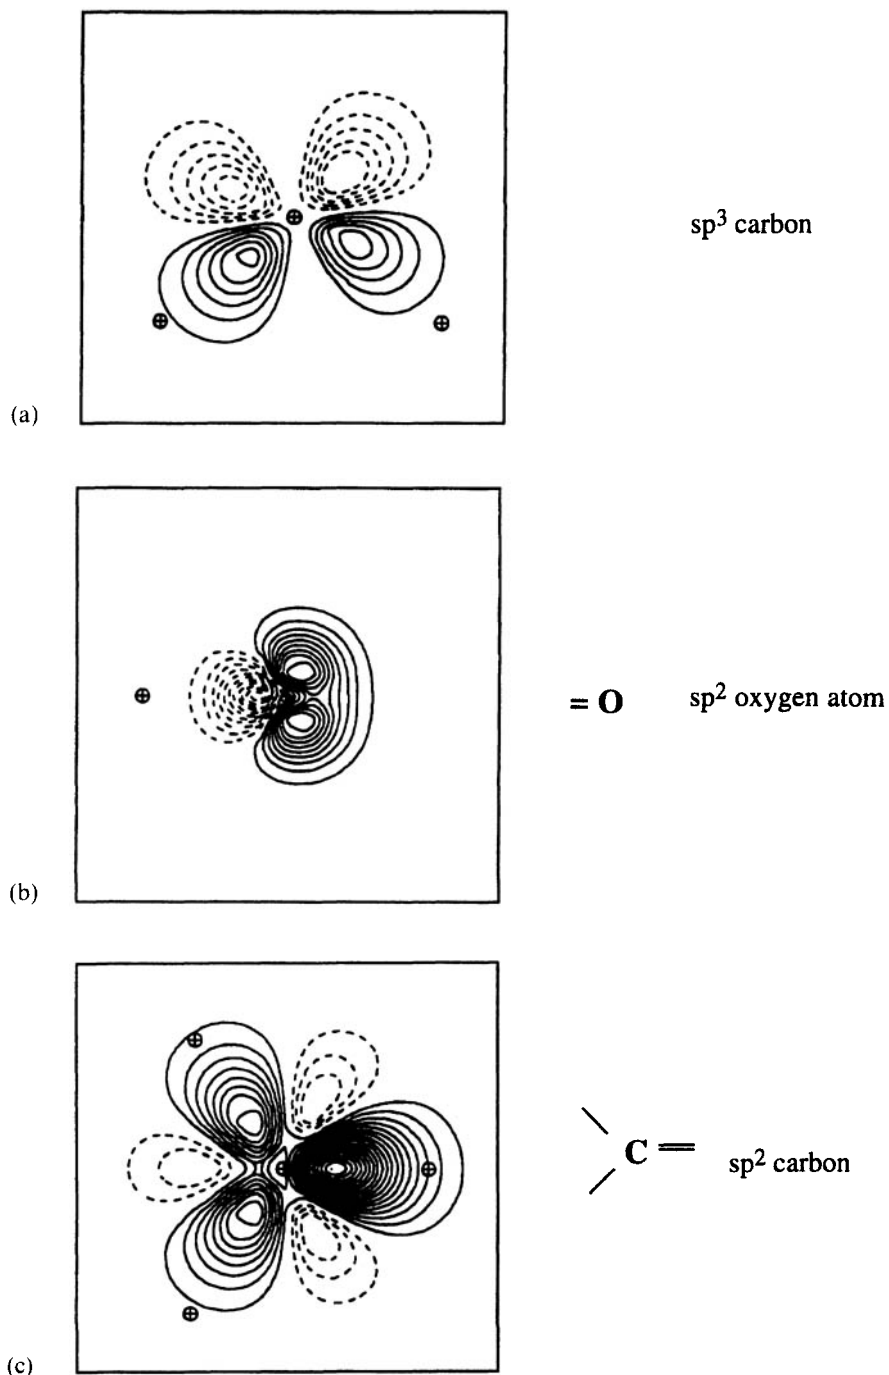 sp³ carbon
(a)
= O sp² oxygen atom
(b)
C = sp² carbon
(c)